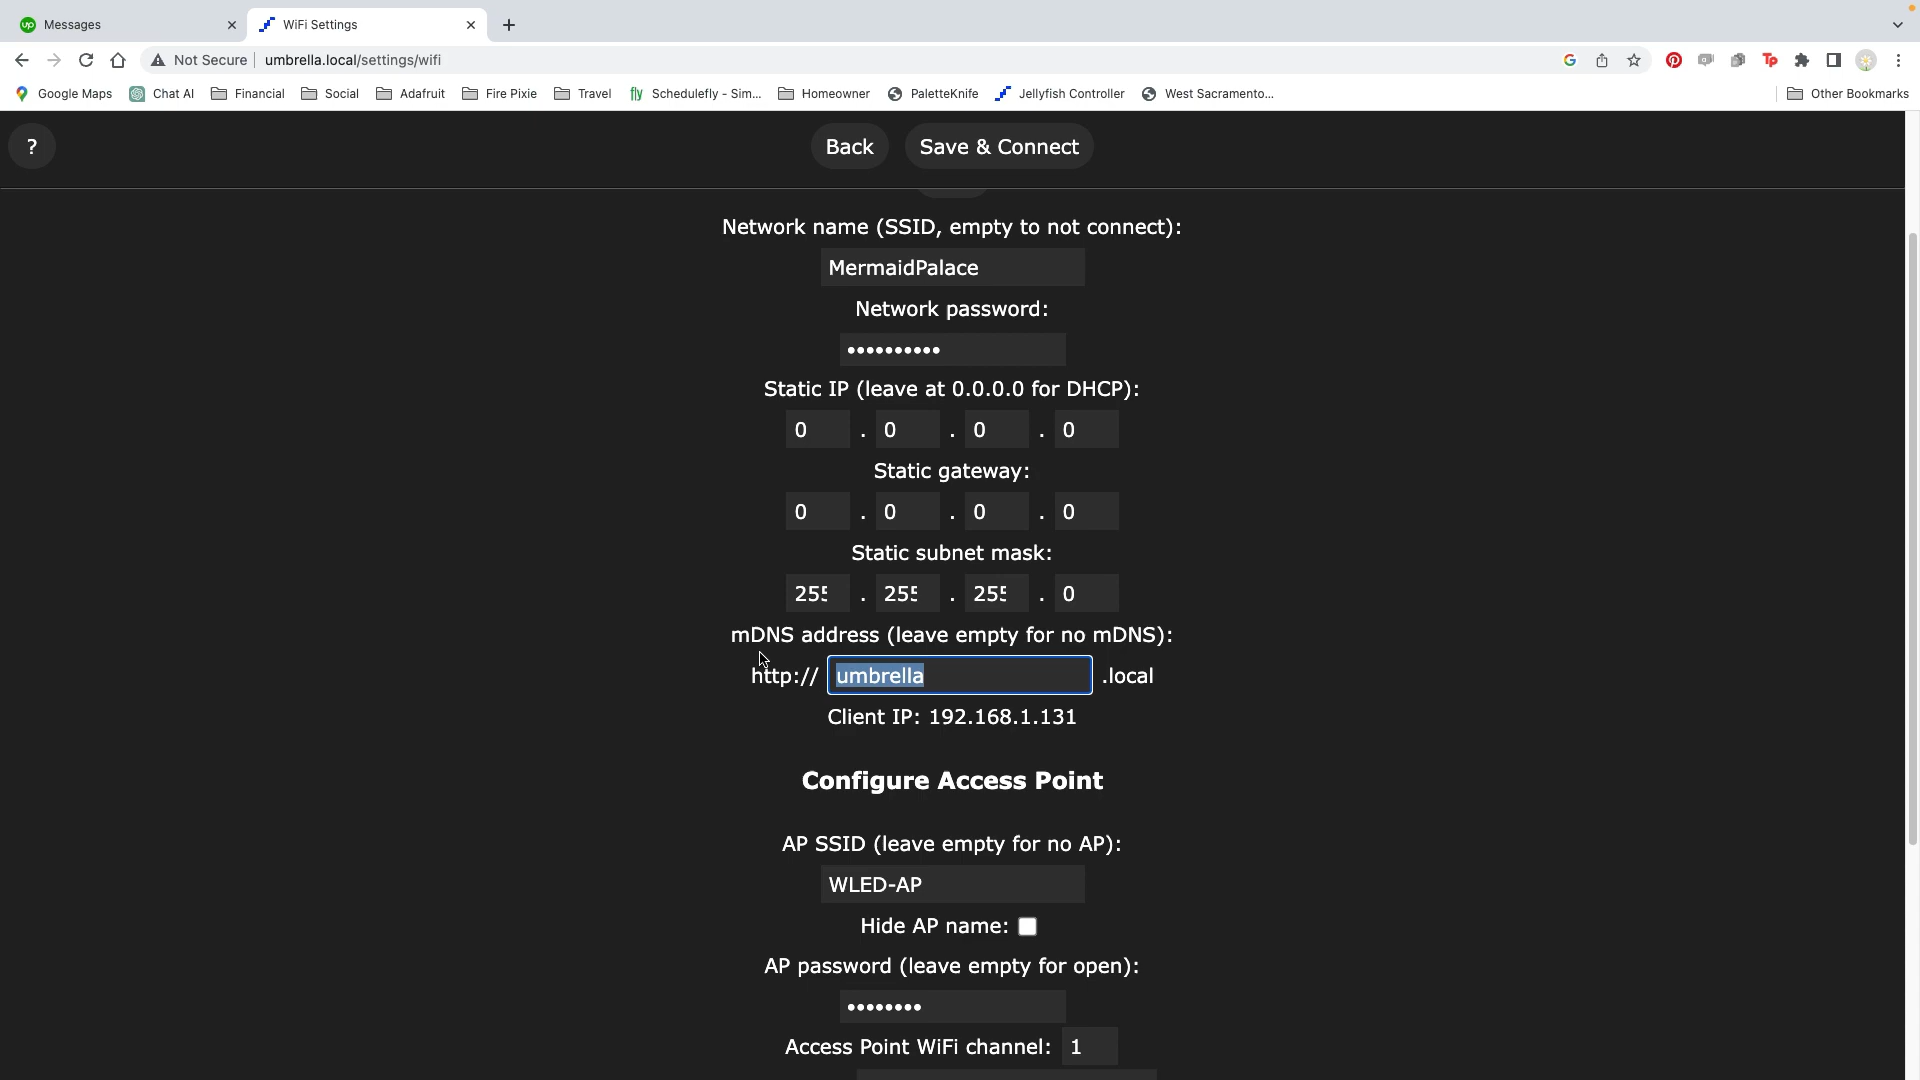 Messages
WiFi Settings
Not Secure umbrella.local/settings/wifi
Google Maps Chat AI Financial Social Adafruit Fire Pixie Travel Schedulefly - Sim... Homeowner PaletteKnife Jellyfish Controller West Sacramento... Other Bookmarks
? Back Save & Connect
Network name (SSID, empty to not connect):
MermaidPalace
Network password:
••••••••••
Static IP (leave at 0.0.0.0 for DHCP):
0 . 0 . 0 . 0
Static gateway:
0 . 0 . 0 . 0
Static subnet mask:
255 . 255 . 255 . 0
mDNS address (leave empty for no mDNS):
http:// umbrella .local
Client IP: 192.168.1.131
Configure Access Point
AP SSID (leave empty for no AP):
WLED-AP
Hide AP name:
AP password (leave empty for open):
••••••••
Access Point WiFi channel: 1